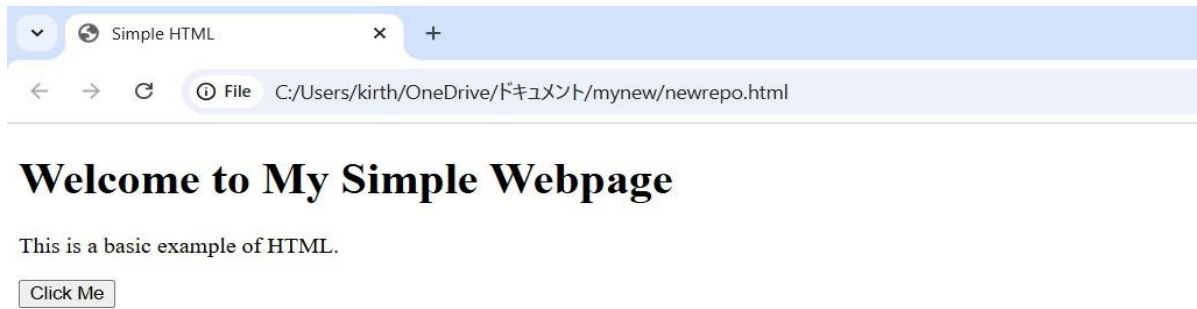 Simple HTML
File C:/Users/kirth/OneDrive/ドキュメント/mynew/newrepo.html
Welcome to My Simple Webpage
This is a basic example of HTML.
Click Me